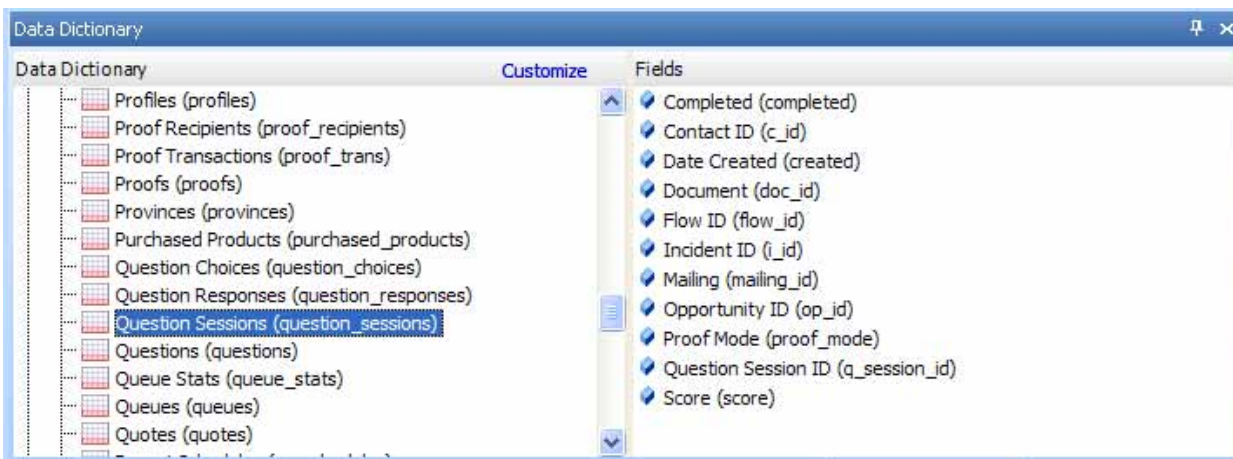 Data Dictionary
Data Dictionary
Customize
Profiles (profiles)
Proof Recipients (proof_recipients)
Proof Transactions (proof_trans)
Proofs (proofs)
Provinces (provinces)
Purchased Products (purchased_products)
Question Choices (question_choices)
Question Responses (question_responses)
Question Sessions (question_sessions)
Questions (questions)
Queue Stats (queue_stats)
Queues (queues)
Quotes (quotes)
Fields
Completed (completed)
Contact ID (c_id)
Date Created (created)
Document (doc_id)
Flow ID (flow_id)
Incident ID (i_id)
Mailing (mailing_id)
Opportunity ID (op_id)
Proof Mode (proof_mode)
Question Session ID (q_session_id)
Score (score)